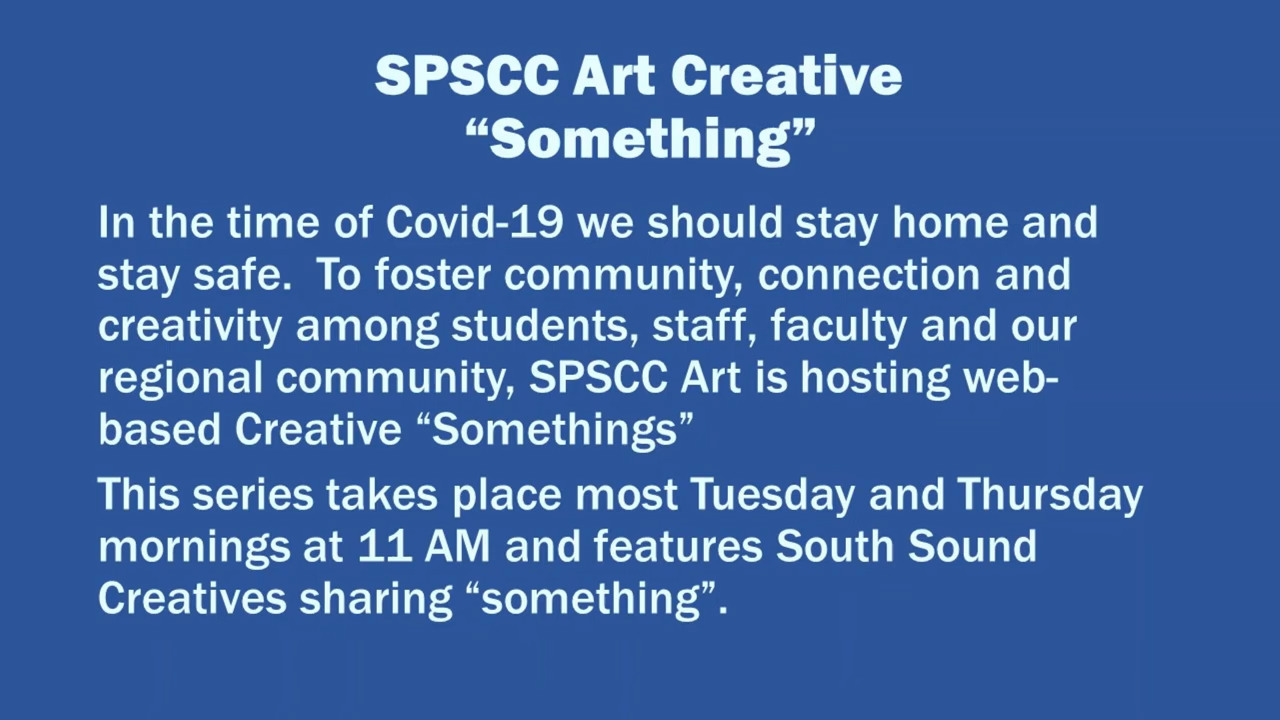 SPSCC Art Creative
“Something”
In the time of Covid-19 we should stay home and
stay safe.  To foster community, connection and
creativity among students, staff, faculty and our
regional community, SPSCC Art is hosting web-
based Creative “Somethings”
This series takes place most Tuesday and Thursday
mornings at 11 AM and features South Sound
Creatives sharing “something”.